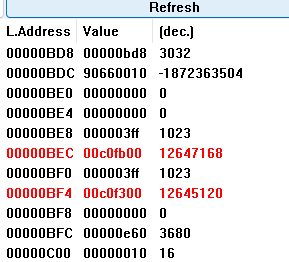 Refresh
L.Address Value (dec.)
00000BD8 00000bd8 3032
00000BDC 90660010 -1872363504
00000BE0 00000000 0
00000BE4 00000000 0
00000BE8 000003ff 1023
00000BEC 00c0fb00 12647168
00000BF0 000003ff 1023
00000BF4 00c0f300 12645120
00000BF8 00000000 0
00000BFC 00000e60 3680
00000C00 00000010 16